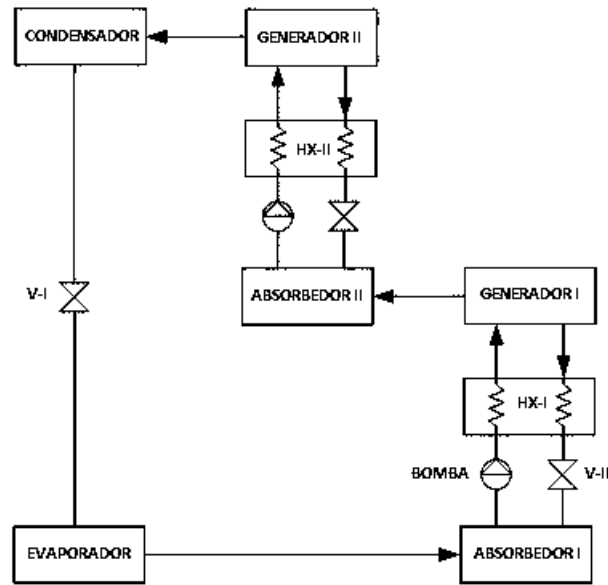 CONDENSADOR
GENERADOR II
HX-II
V-I
ABSORBEDOR II
GENERADOR I
HX-I
BOMBA
V-II
EVAPORADOR
ABSORBEDOR I